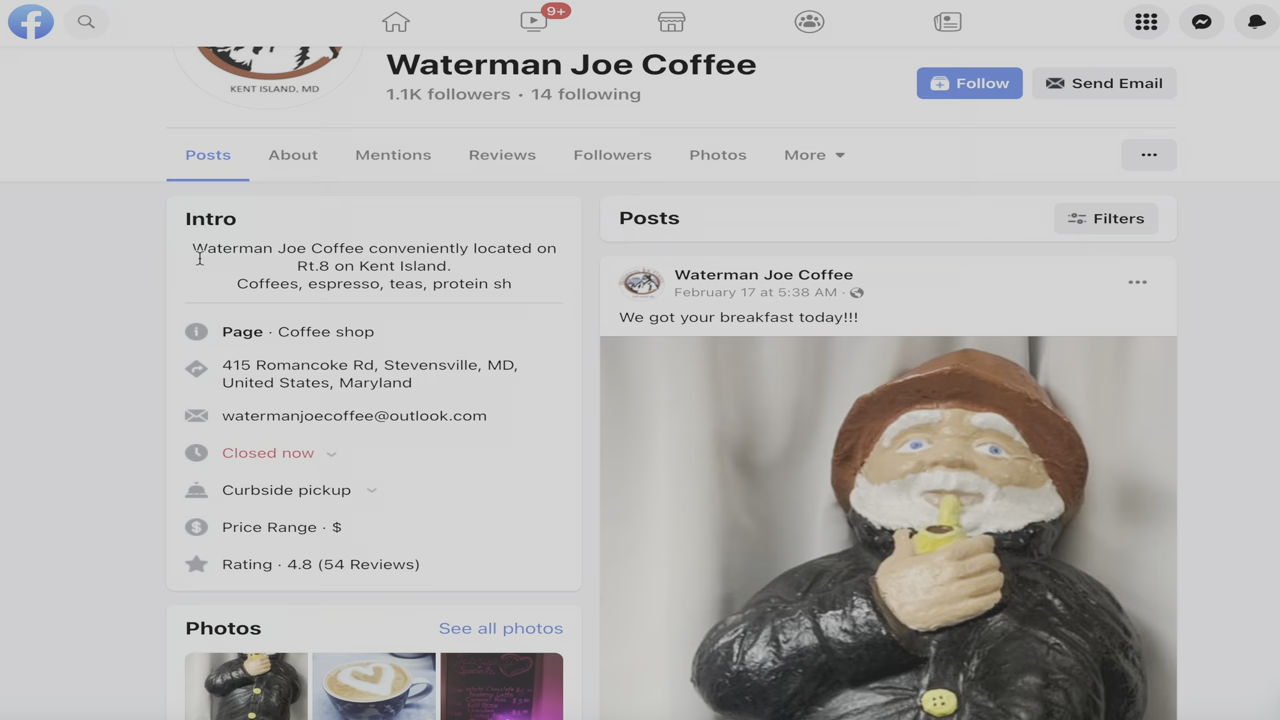 9+
KENT ISLAND, MD
Waterman Joe Coffee
1.1K followers · 14 following
Follow
Send Email
Posts
About
Mentions
Reviews
Followers
Photos
More
Intro
Waterman Joe Coffee conveniently located on
Rt.8 on Kent Island.
Coffees, espresso, teas, protein sh
Page · Coffee shop
415 Romancoke Rd, Stevensville, MD,
United States, Maryland
watermanjoecoffee@outlook.com
Closed now
Curbside pickup
Price Range · $
Rating · 4.8 (54 Reviews)
Photos
See all photos
Posts
Filters
Waterman Joe Coffee
February 17 at 5:38 AM ·
We got your breakfast today!!!